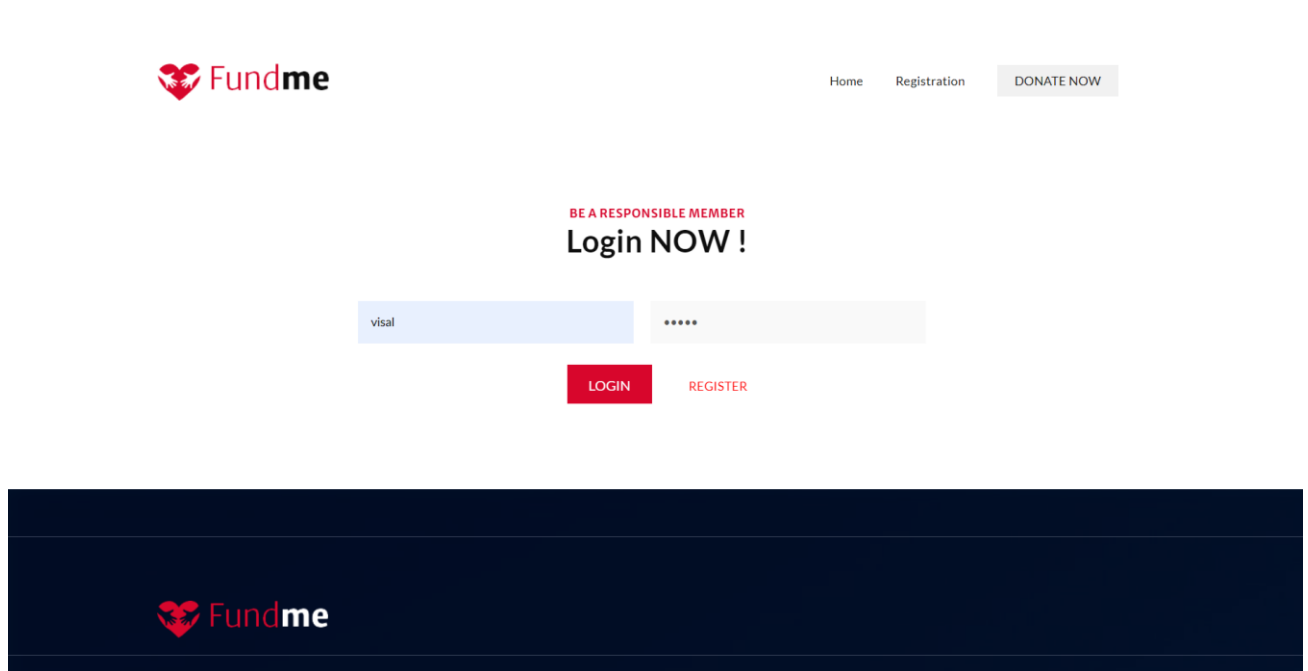 Fundme
Home Registration DONATE NOW
BE A RESPONSIBLE MEMBER
Login NOW !
visal •••••
LOGIN REGISTER
Fundme